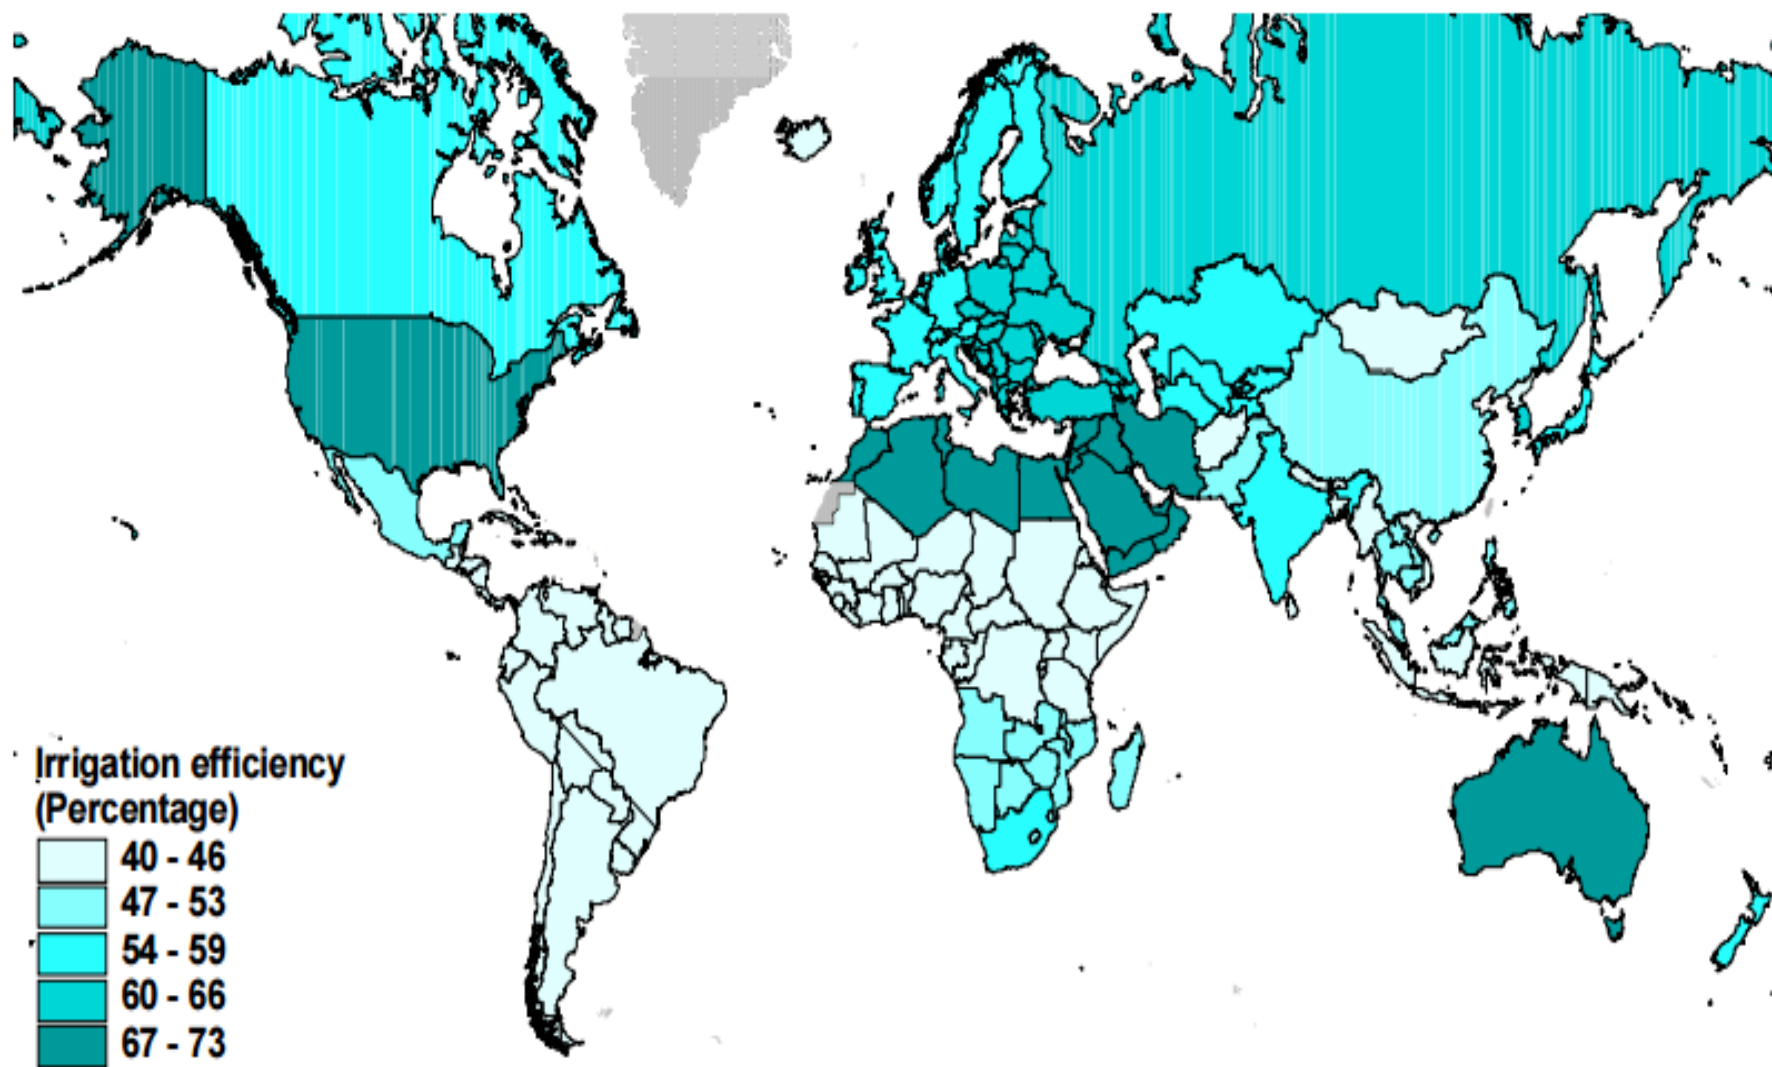 Irrigation efficiency
(Percentage)
40 - 46
47 - 53
54 - 59
60 - 66
67 - 73